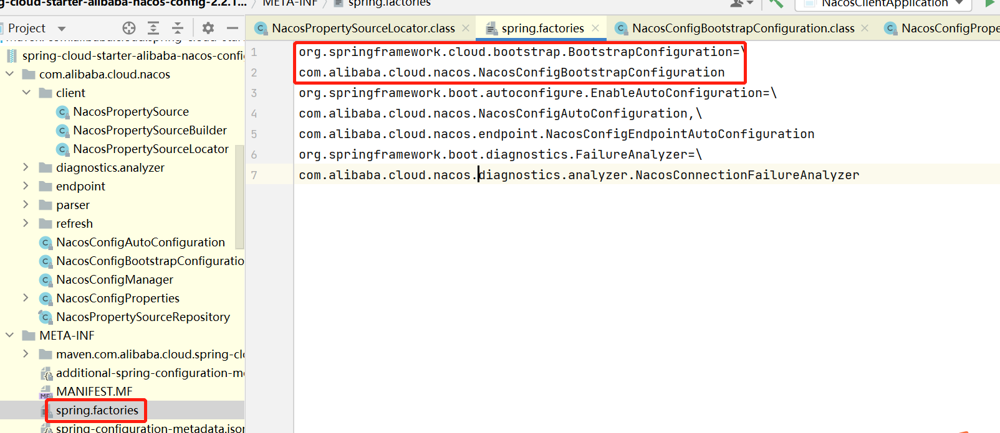 g-cloud-starter-alibaba-nacos-config-2.2.1... META-INF spring.factories NacosClientApplication
Project
NacosPropertySourceLocator.class spring.factories NacosConfigBootstrapConfiguration.class NacosConfigPrope
spring-cloud-starter-alibaba-nacos-confi
com.alibaba.cloud.nacos
client
NacosPropertySource
NacosPropertySourceBuilder
NacosPropertySourceLocator
diagnostics.analyzer
endpoint
parser
refresh
NacosConfigAutoConfiguration
NacosConfigBootstrapConfiguratio
NacosConfigManager
NacosConfigProperties
NacosPropertySourceRepository
META-INF
maven.com.alibaba.cloud.spring-cl
additional-spring-configuration-m
MANIFEST.MF
spring.factories
spring-configuration-metadata.json
1 org.springframework.cloud.bootstrap.BootstrapConfiguration=\
2 com.alibaba.cloud.nacos.NacosConfigBootstrapConfiguration
3 org.springframework.boot.autoconfigure.EnableAutoConfiguration=\
4 com.alibaba.cloud.nacos.NacosConfigAutoConfiguration,\
5 com.alibaba.cloud.nacos.endpoint.NacosConfigEndpointAutoConfiguration
6 org.springframework.boot.diagnostics.FailureAnalyzer=\
7 com.alibaba.cloud.nacos.diagnostics.analyzer.NacosConnectionFailureAnalyzer